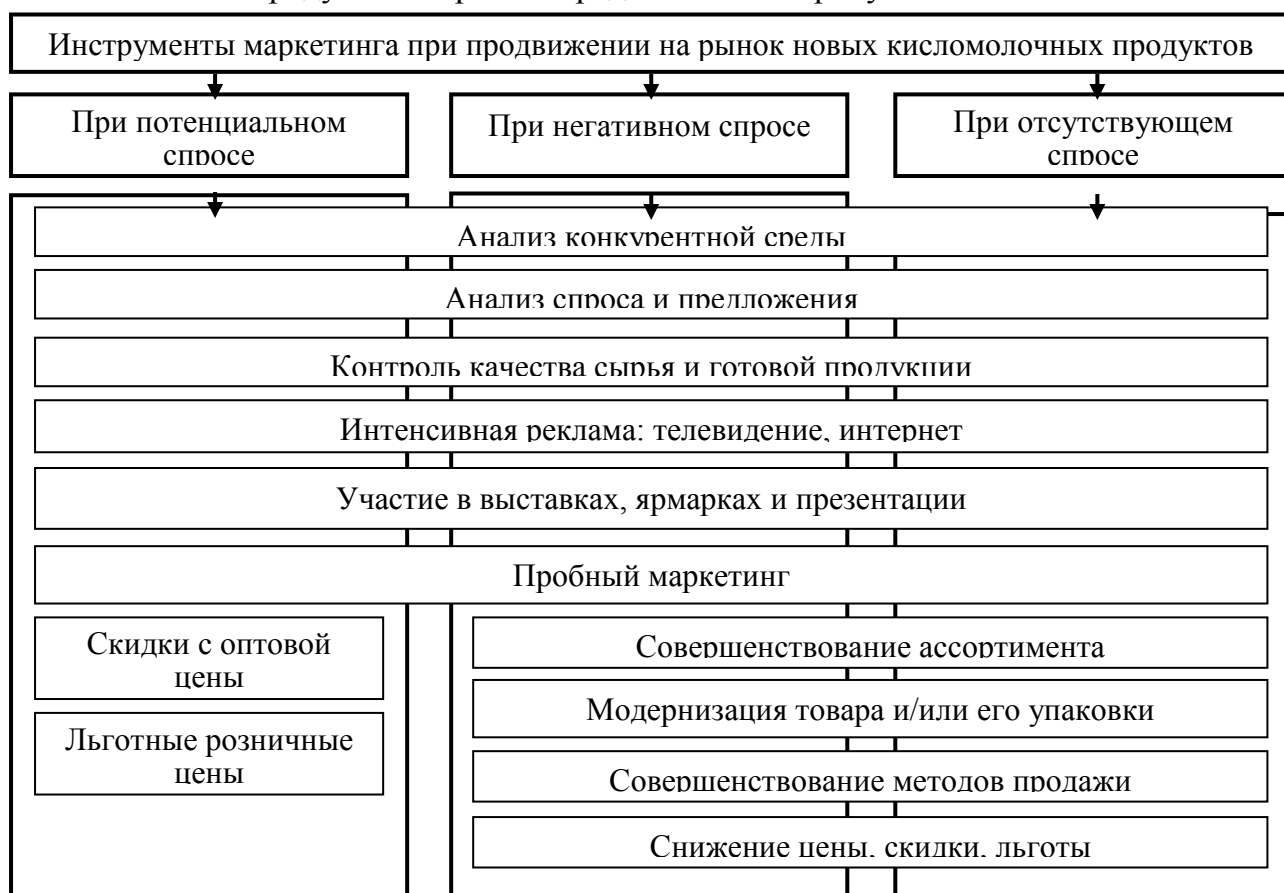 Инструменты маркетинга при продвижении на рынок новых кисломолочных продуктов
При потенциальном
спросе
При негативном спросе
При отсутствующем
спросе
Анализ конкурентной среды
Анализ спроса и предложения
Контроль качества сырья и готовой продукции
Интенсивная реклама: телевидение, интернет
Участие в выставках, ярмарках и презентации
Пробный маркетинг
Скидки с оптовой
цены
Льготные розничные
цены
Совершенствование ассортимента
Модернизация товара и/или его упаковки
Совершенствование методов продажи
Снижение цены, скидки, льготы